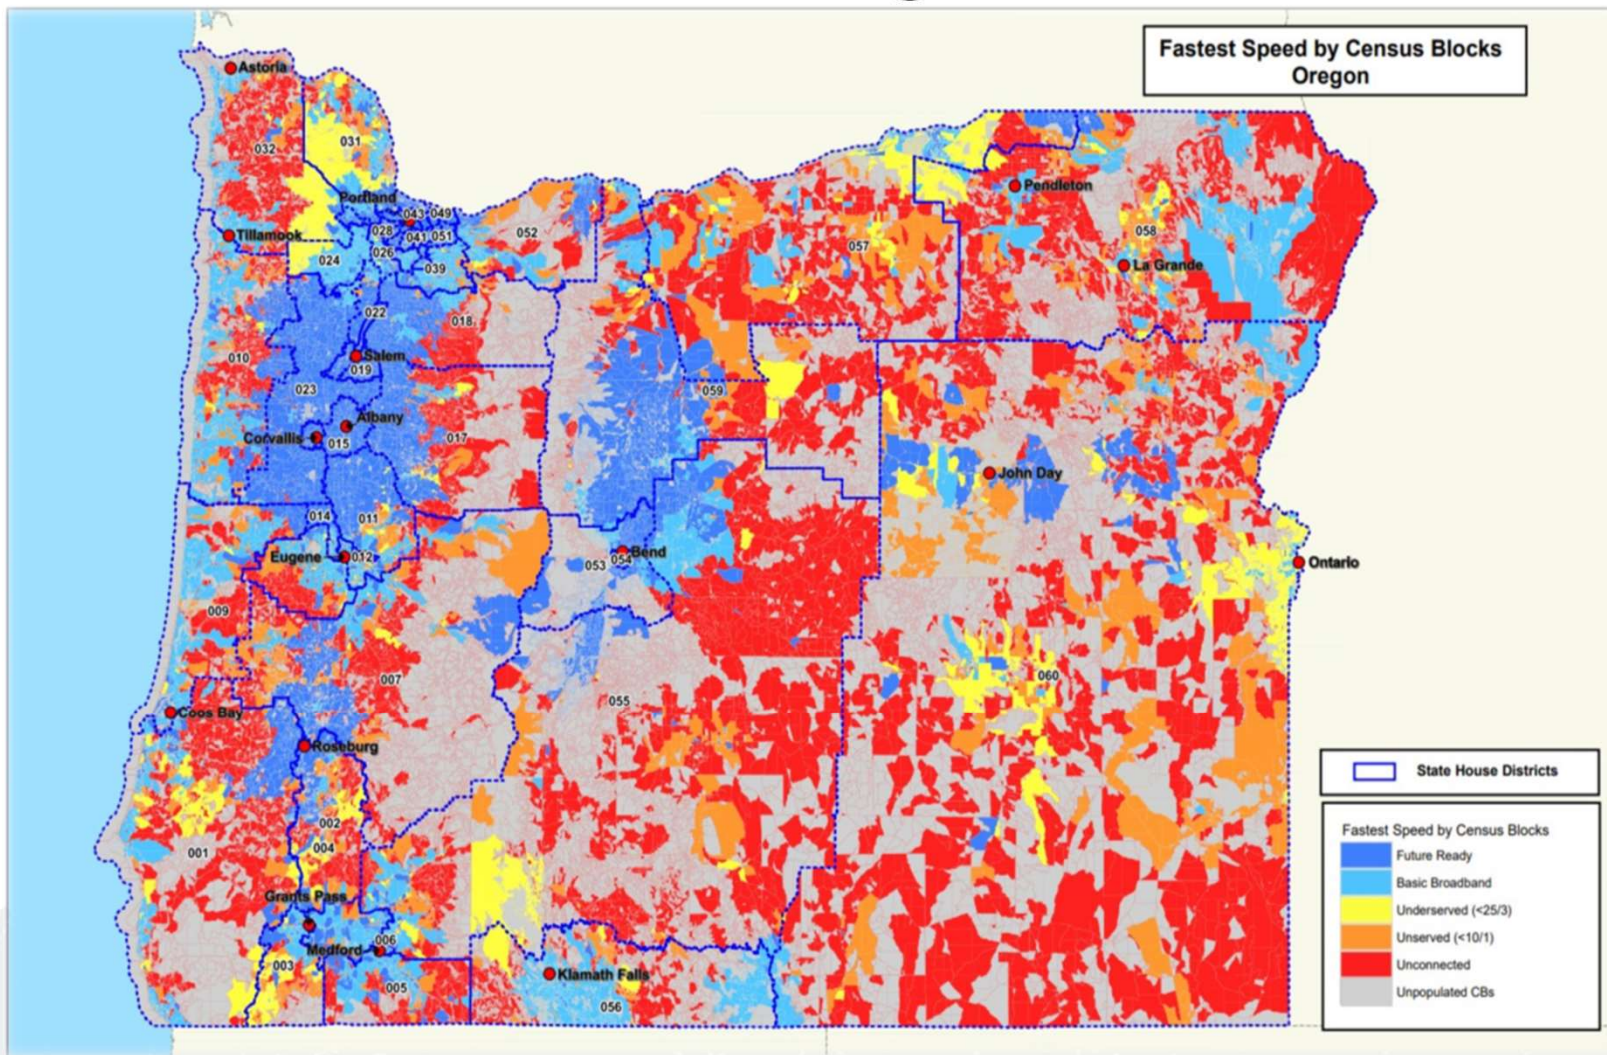 Fastest Speed by Census Blocks
Oregon
Astoria
032
031
Portland
043 049
028
041 051
026
Tillamook
024
039
052
057
Pendleton
058
La Grande
022
018
010
Salem
019
023
059
Albany
Corvallis
015
017
John Day
014
011
Eugene
012
053
054
Bend
Ontario
009
007
055
060
Coos Bay
Roseburg
002
004
001
Grants Pass
Medford
006
003
005
Klamath Falls
056
State House Districts
Fastest Speed by Census Blocks
Future Ready
Basic Broadband
Underserved (<25/3)
Unserved (<10/1)
Unconnected
Unpopulated CBs